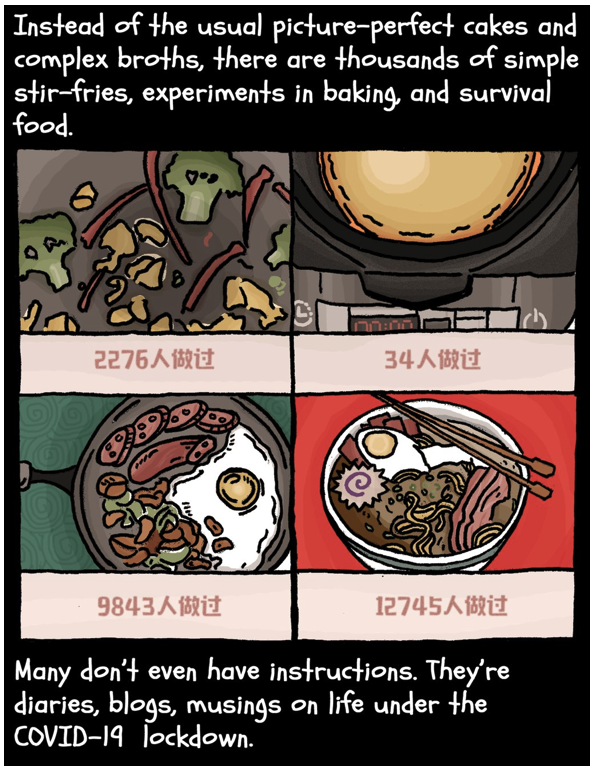 Instead of the usual picture-perfect cakes and
complex broths, there are thousands of simple
stir-fries, experiments in baking, and survival
food.
2276人做过
34人做过
9843人做过
12745人做过
Many don't even have instructions. They're
diaries, blogs, musings on life under the
COVID-19 lockdown.